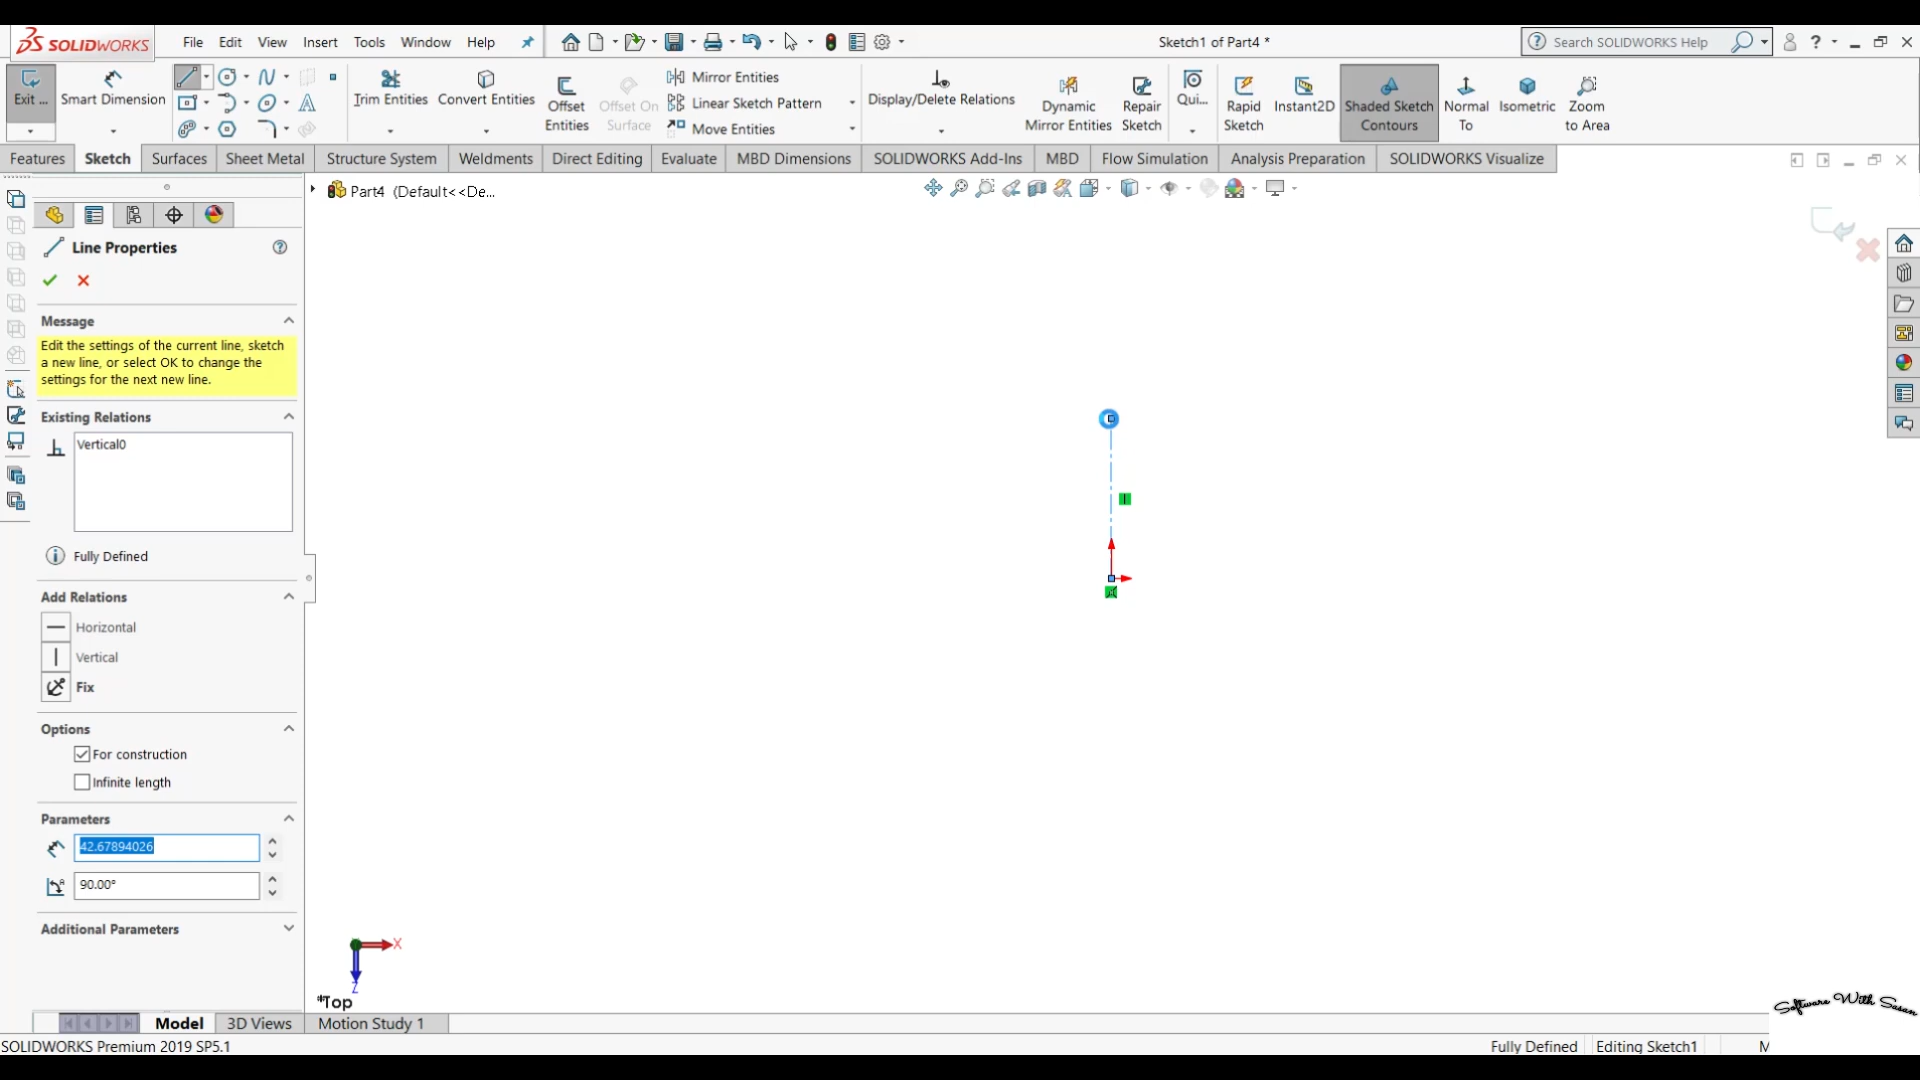 SOLIDWORKS
File Edit View Insert Tools Window Help
Sketch1 of Part4 *
Search SOLIDWORKS Help
Exit ...
Smart Dimension
Trim Entities
Convert Entities
Offset Entities
Offset On Surface
Mirror Entities
Linear Sketch Pattern
Move Entities
Display/Delete Relations
Dynamic Mirror Entities
Repair Sketch
Qui...
Rapid Sketch
Instant2D
Shaded Sketch Contours
Normal To
Isometric
Zoom to Area
Features Sketch Surfaces Sheet Metal Structure System Weldments Direct Editing Evaluate MBD Dimensions SOLIDWORKS Add-Ins MBD Flow Simulation Analysis Preparation SOLIDWORKS Visualize
Part4 (Default<<De...
Line Properties
Message
Edit the settings of the current line, sketch
a new line, or select OK to change the
settings for the next new line.
Existing Relations
Vertical0
Fully Defined
Add Relations
Horizontal
Vertical
Fix
Options
For construction
Infinite length
Parameters
42.67894026
90.00°
Additional Parameters
X
Z
*Top
Model 3D Views Motion Study 1
Software With Sasan
SOLIDWORKS Premium 2019 SP5.1
Fully Defined Editing Sketch1 M